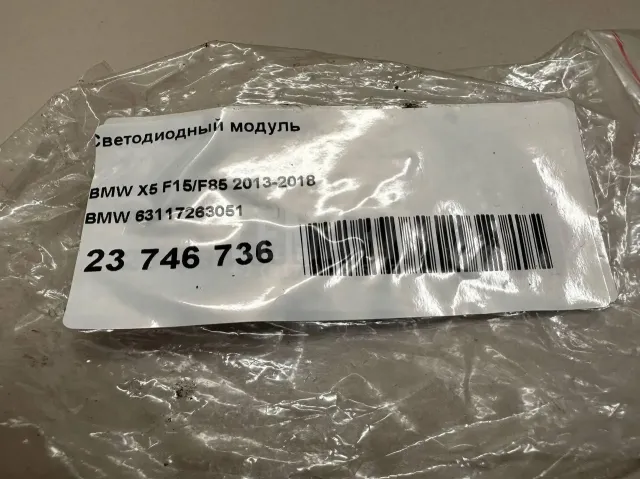 Светодиодный модуль
BMW X5 F15/F85 2013-2018
BMW 63117263051
23 746 736